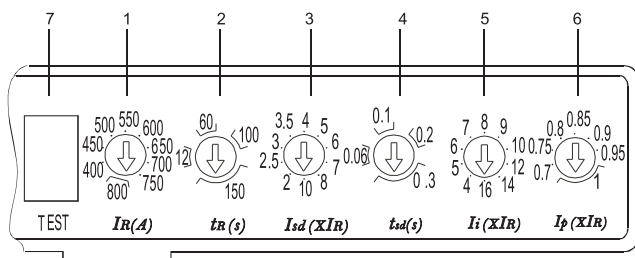 7 1 2 3 4 5 6
400 450 500 550 600 650 700 750 800
12 60 100 150
2 2.5 3 3.5 4 5 6 7 8 10
0.06 0.1 0.2 0.3
4 5 6 7 8 9 10 12 14 16
0.7 0.75 0.8 0.85 0.9 0.95 1
TEST IR(A) tR(s) Isd(XIR) tsd(s) Ii(XIR) Ip(XIR)